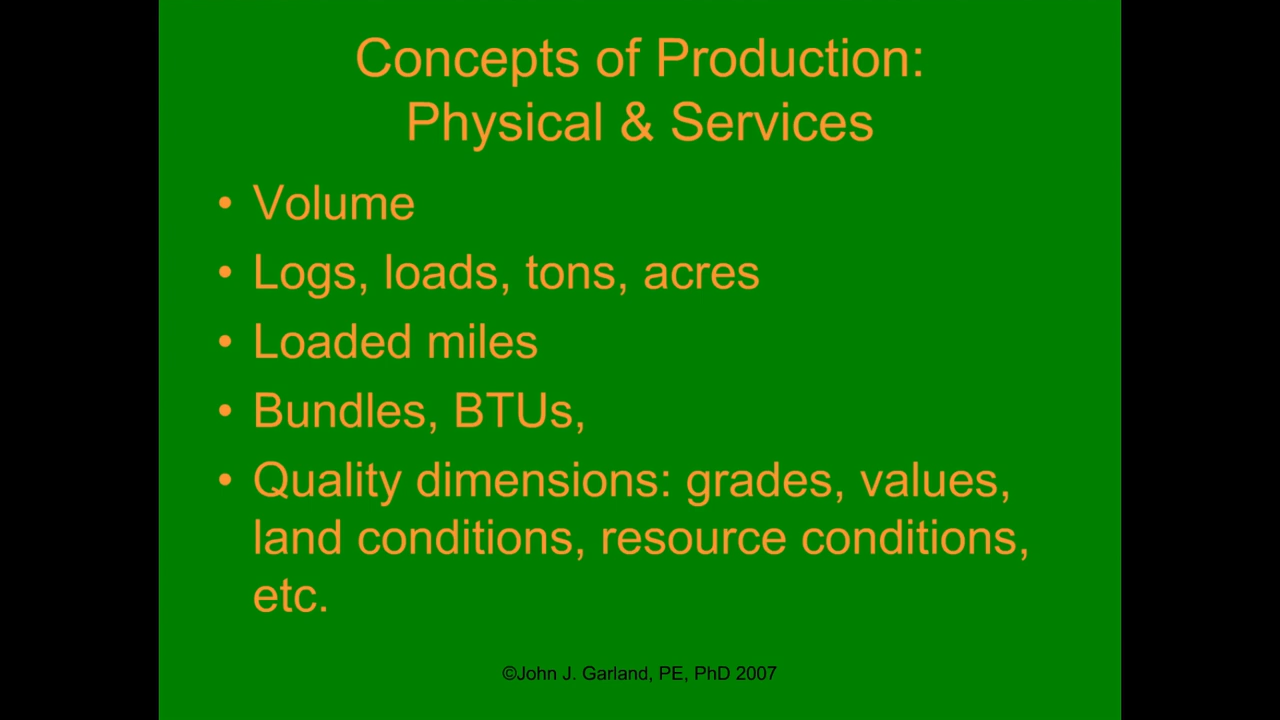 Concepts of Production:
Physical & Services
• Volume
• Logs, loads, tons, acres
• Loaded miles
• Bundles, BTUs,
• Quality dimensions: grades, values,
land conditions, resource conditions,
etc.
©John J. Garland, PE, PhD 2007